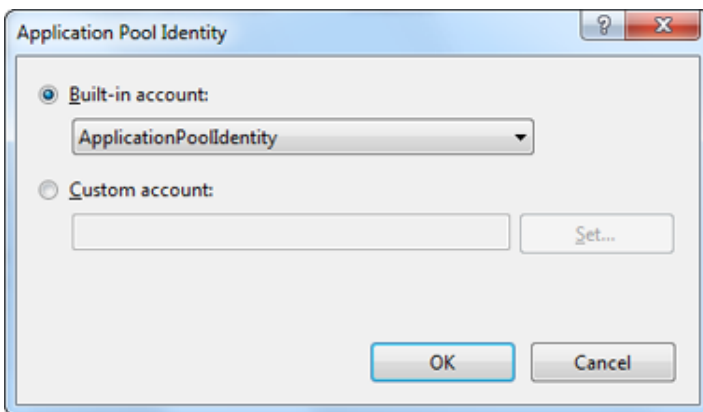 Application Pool Identity
Built-in account:
ApplicationPoolIdentity
Custom account:
Set...
OK Cancel